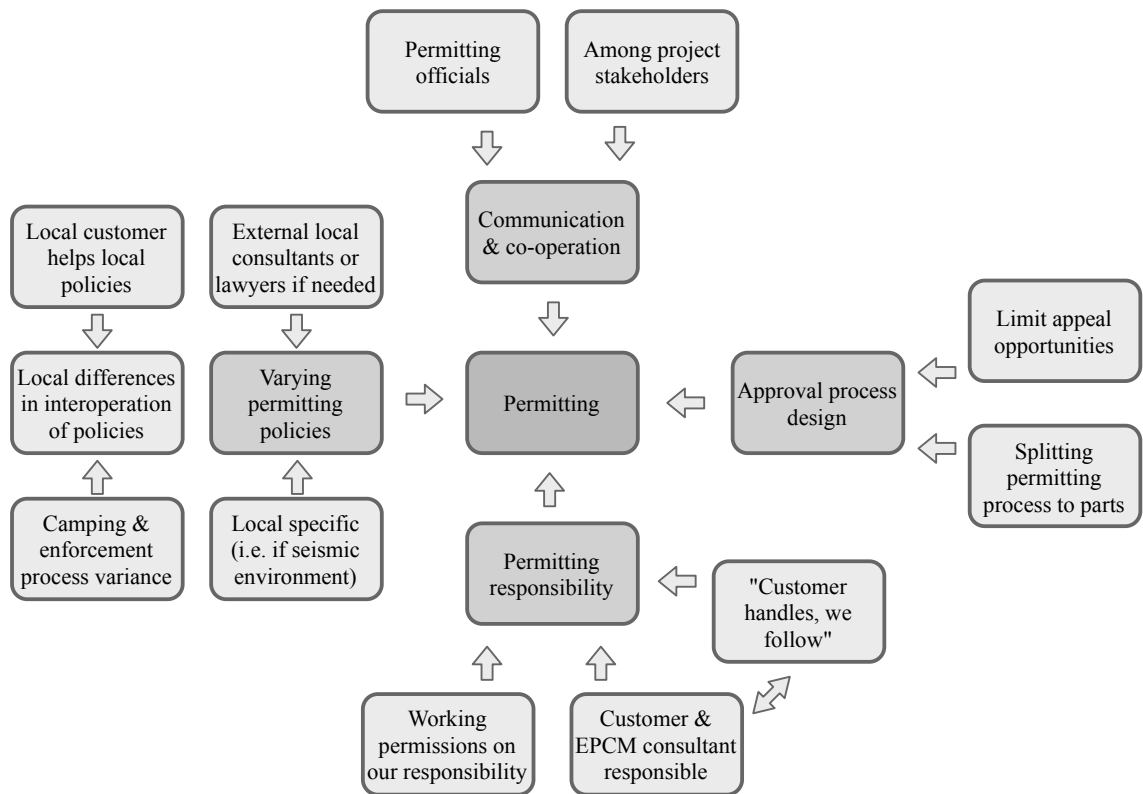 Permitting
officials
Among project
stakeholders
Communication
& co-operation
Local customer
helps local
policies
External local
consultants or
lawyers if needed
Limit appeal
opportunities
Local differences
in interoperation
of policies
Varying
permitting
policies
Permitting
Approval process
design
Splitting
permitting
process to parts
Camping &
enforcement
process variance
Local specific
(i.e. if seismic
environment)
Permitting
responsibility
"Customer
handles, we
follow"
Working
permissions on
our responsibility
Customer &
EPCM consultant
responsible